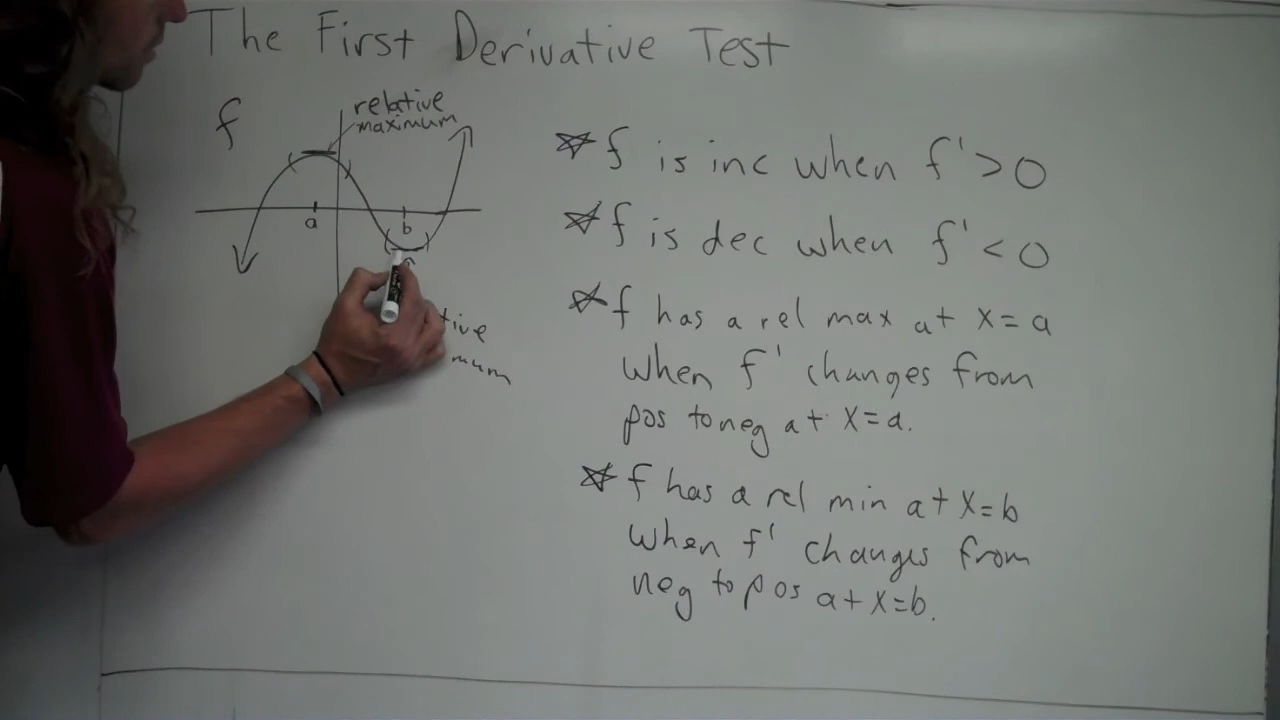 The First Derivative Test
f
relative
maximum
a
b
☆ f is inc when f' > 0
☆ f is dec when f' < 0
☆ f has a rel max at x = a
when f' changes from
pos to neg at x = a.
☆ f has a rel min at x = b
when f' changes from
neg to pos at x = b.